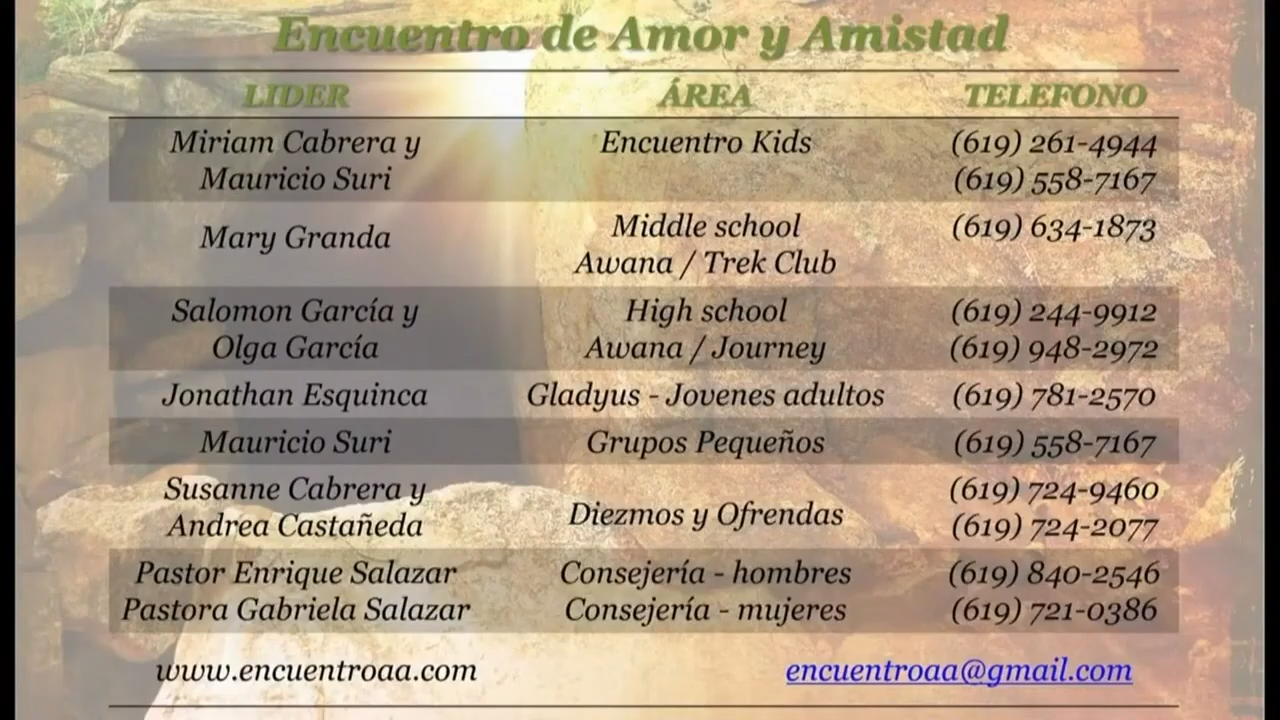 Encuentro de Amor y Amistad
LIDER ÁREA TELEFONO
Miriam Cabrera y Encuentro Kids (619) 261-4944
Mauricio Suri (619) 558-7167
Mary Granda Middle school (619) 634-1873
Awana / Trek Club
Salomon García y High school (619) 244-9912
Olga García Awana / Journey (619) 948-2972
Jonathan Esquinca Gladyus - Jovenes adultos (619) 781-2570
Mauricio Suri Grupos Pequeños (619) 558-7167
Susanne Cabrera y Diezmos y Ofrendas (619) 724-9460
Andrea Castañeda (619) 724-2077
Pastor Enrique Salazar Consejería - hombres (619) 840-2546
Pastora Gabriela Salazar Consejería - mujeres (619) 721-0386
www.encuentroaa.com encuentroaa@gmail.com